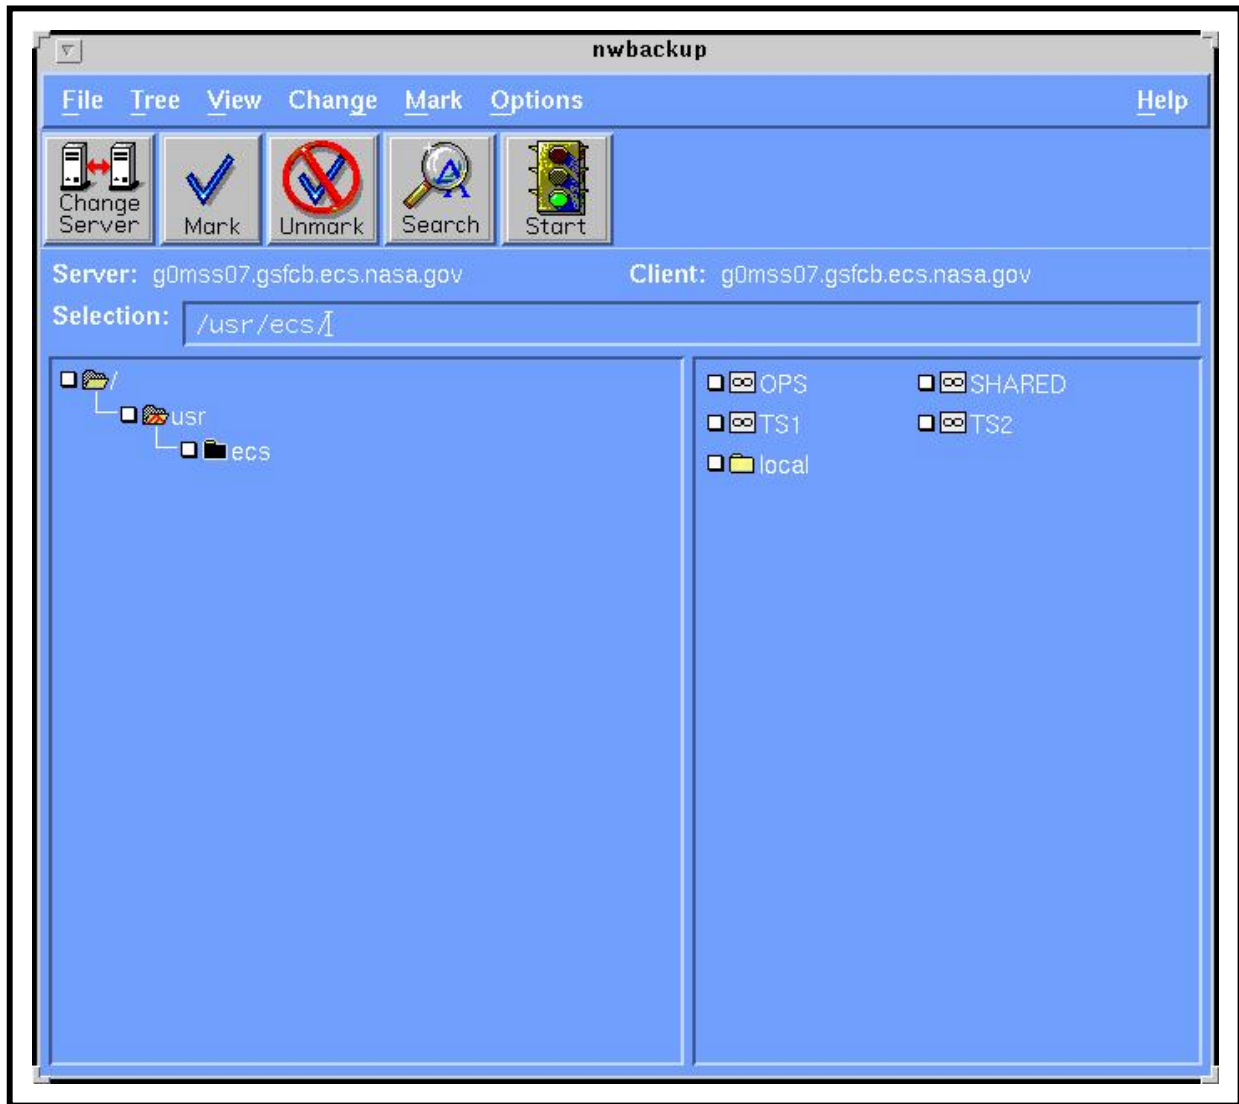 nwbackup
File Tree View Change Mark Options Help
Change Server Mark Unmark Search Start
Server: g0mss07.gsfcb.ecs.nasa.gov Client: g0mss07.gsfcb.ecs.nasa.gov
Selection: /usr/ecs/
/
usr
ecs
OPS SHARED
TS1 TS2
local